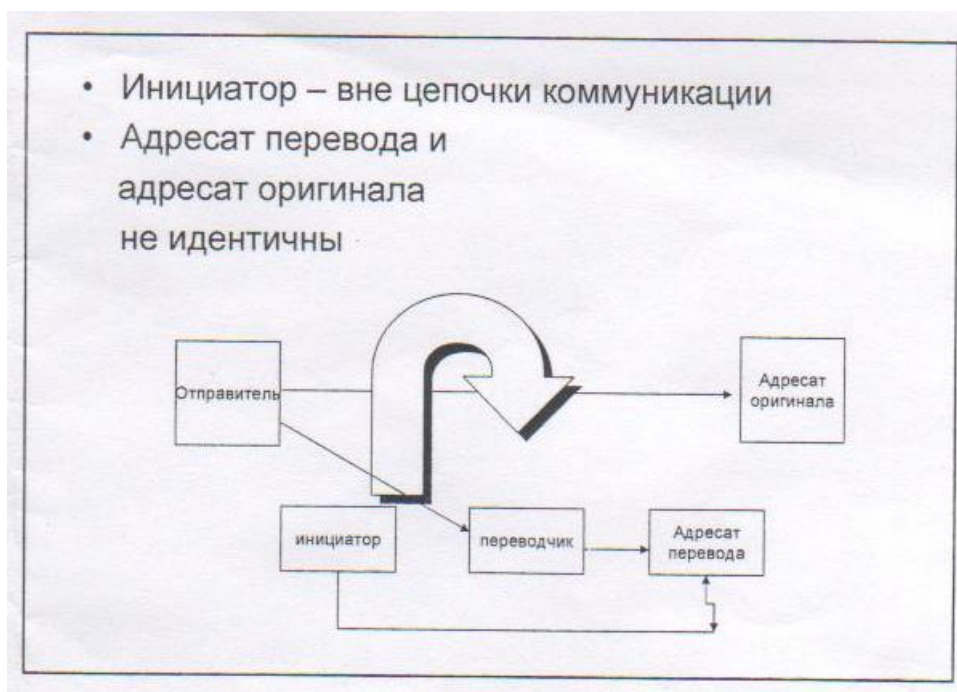 • Инициатор – вне цепочки коммуникации
• Адресат перевода и
адресат оригинала
не идентичны
Отправитель
Адресат
оригинала
инициатор
переводчик
Адресат
перевода